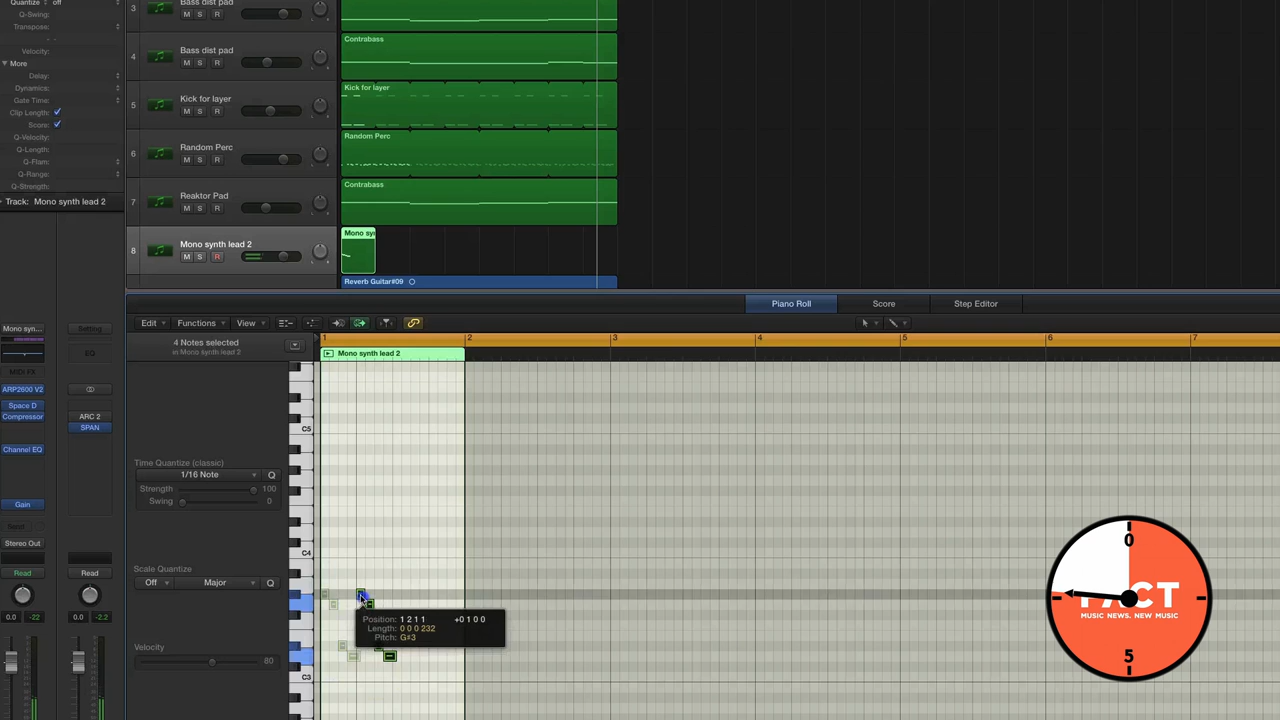 Quantize off
Q-Swing:
Transpose:
Velocity:
More
Delay:
Dynamics:
Gate Time:
Clip Length:
Score:
Q-Velocity:
Q-Length:
Q-Flam:
Q-Range:
Q-Strength:
Track: Mono synth lead 2
3 Bass dist pad
M S R
4 Bass dist pad
M S R
Contrabass
5 Kick for layer
M S R
Kick for layer
6 Random Perc
M S R
Random Perc
7 Reaktor Pad
M S R
Contrabass
8 Mono synth lead 2
M S R
Mono syn
Reverb Guitar#09
Piano Roll Score Step Editor
Edit Functions View
4 Notes selected
in Mono synth lead 2
1 2 3 4 5 6 7
Mono synth lead 2
Mono syn... Setting
EQ
MIDI FX
ARP2600 V2
Space D
Compressor ARC 2
SPAN
Channel EQ
Gain
Stereo Out
Read Read
0.0 -22 0.0 -2.2
M S M S
Time Quantize (classic)
1/16 Note Q
Strength 100
Swing 0
Scale Quantize
Off Major Q
Velocity 80
C5
C4
C3
Position: 1 2 1 1 +0 1 0 0
Length: 0 0 0 232
Pitch: G♯3
0
FACT
MUSIC NEWS, NEW MUSIC
5